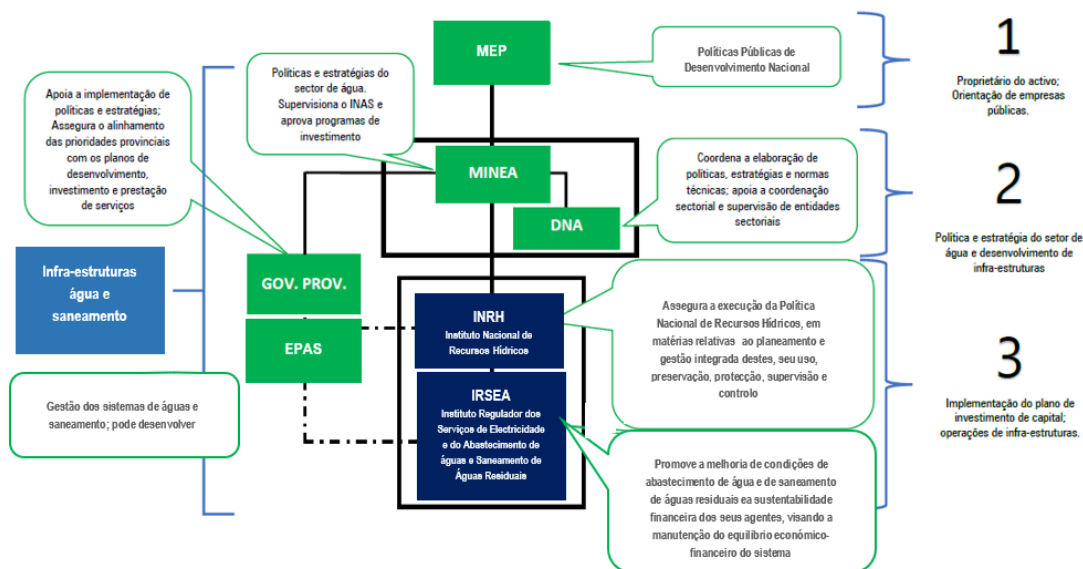 MEP
Políticas Públicas de
Desenvolvimento Nacional
1
Proprietário do activo;
Orientação de empresas
públicas.
Políticas e estratégias do
sector de água.
Supervisiona o INAS e
aprova programas de
investimento
Apoia a implementação de
políticas e estratégias;
Assegura o alinhamento
das prioridades provinciais
com os planos de
desenvolvimento,
investimento e prestação
de serviços
MINEA
DNA
Coordena a elaboração de
políticas, estratégias e normas
técnicas; apoia a coordenação
sectorial e supervisão de entidades
sectoriais
2
Política e estratégia do setor de
água e desenvolvimento de
infra-estruturas
Infra-estruturas
água e
saneamento
GOV. PROV.
EPAS
INRH
Instituto Nacional de
Recursos Hídricos
Assegura a execução da Política
Nacional de Recursos Hídricos, em
matérias relativas ao planeamento e
gestão integrada destes, seu uso,
preservação, protecção, supervisão e
controlo
3
Implementação do plano de
investimento de capital;
operações de infra-estruturas.
Gestão dos sistemas de águas e
saneamento; pode desenvolver
IRSEA
Instituto Regulador dos
Serviços de Electricidade
e do Abastecimento de
águas e Saneamento de
Águas Residuais
Promove a melhoria de condições de
abastecimento de água e de saneamento
de águas residuais ea sustentabilidade
financeira dos seus agentes, visando a
manutenção do equilíbrio económico-
financeiro do sistema